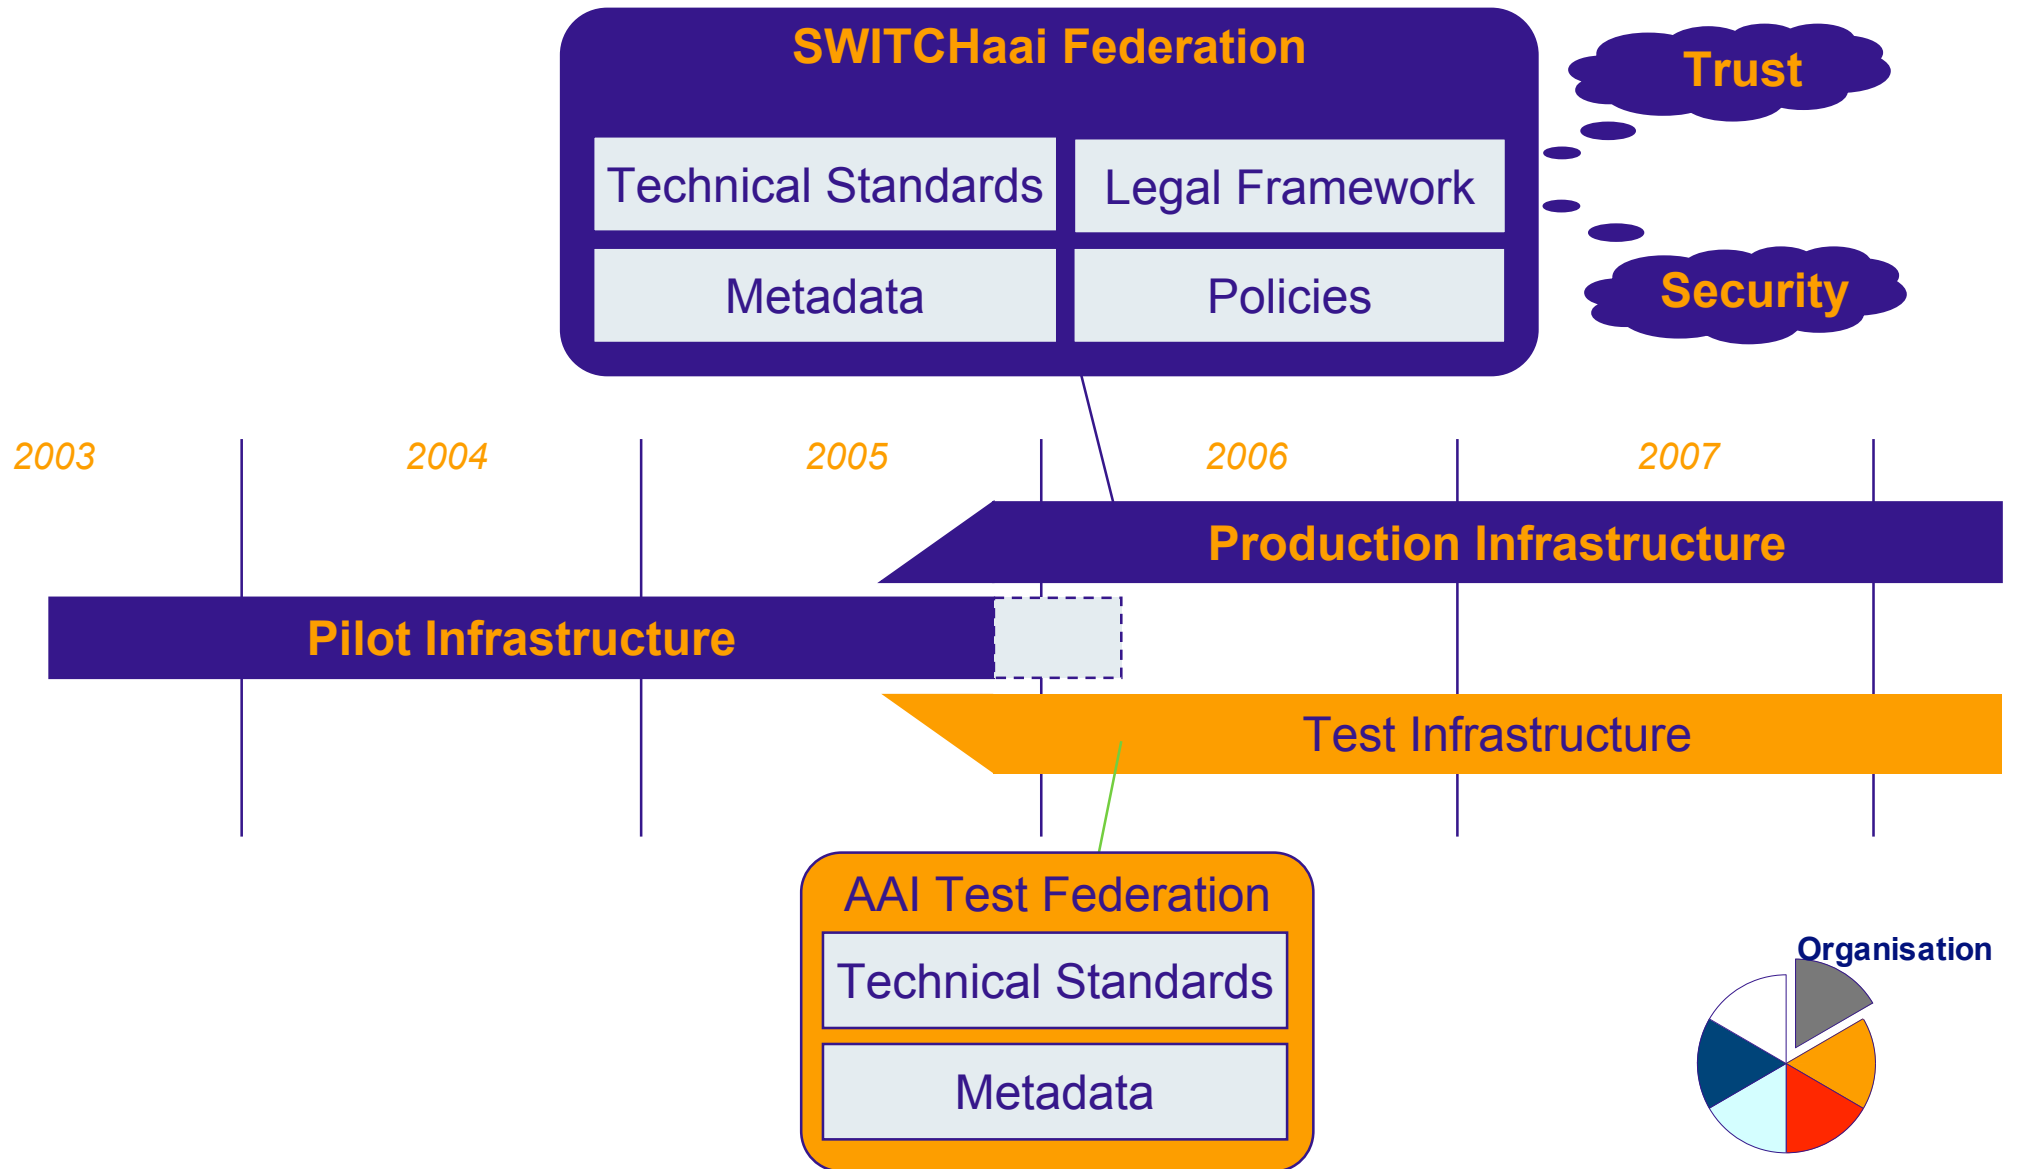 SWITCHaai Federation
Trust
Technical Standards
Legal Framework
Metadata
Policies
Security
2003
2004
2005
2006
2007
Production Infrastructure
Pilot Infrastructure
Test Infrastructure
AAI Test Federation
Technical Standards
Metadata
Organisation